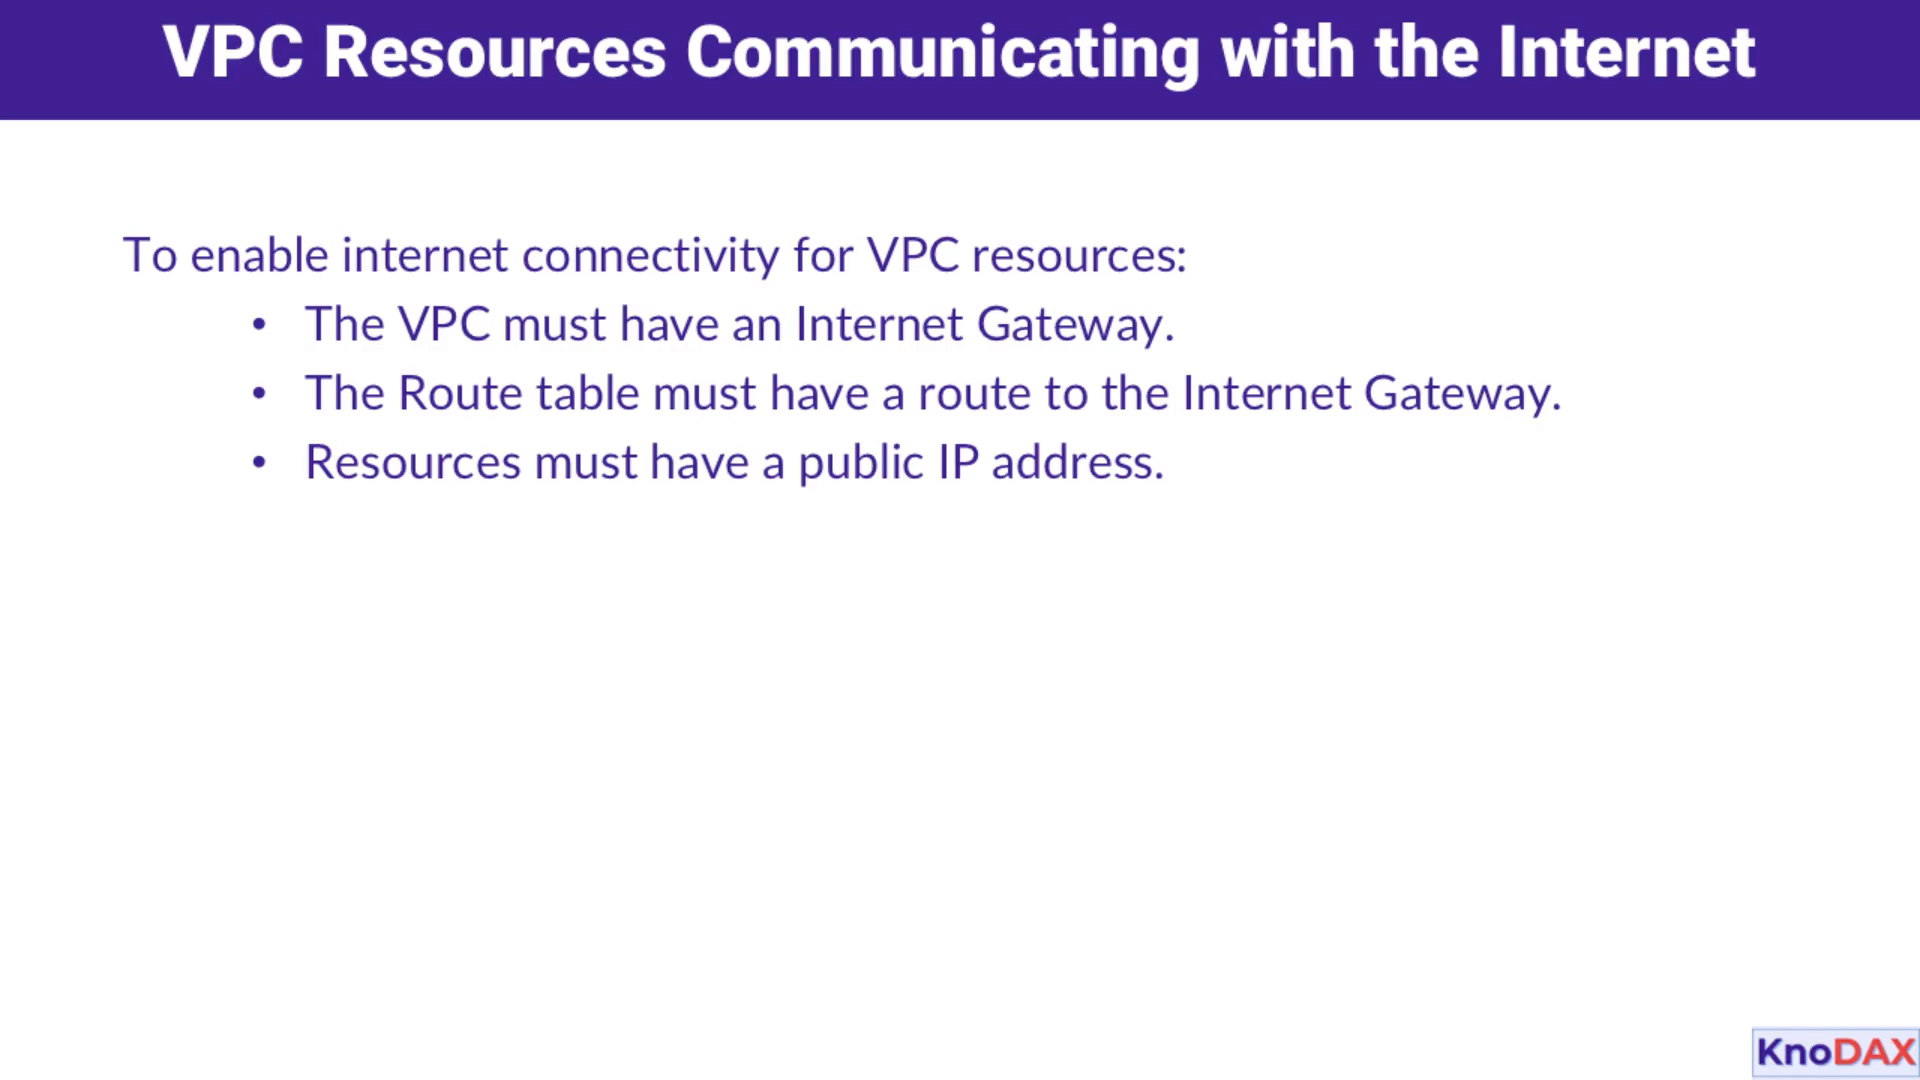 VPC Resources Communicating with the Internet
To enable internet connectivity for VPC resources:
• The VPC must have an Internet Gateway.
• The Route table must have a route to the Internet Gateway.
• Resources must have a public IP address.
KnoDAX